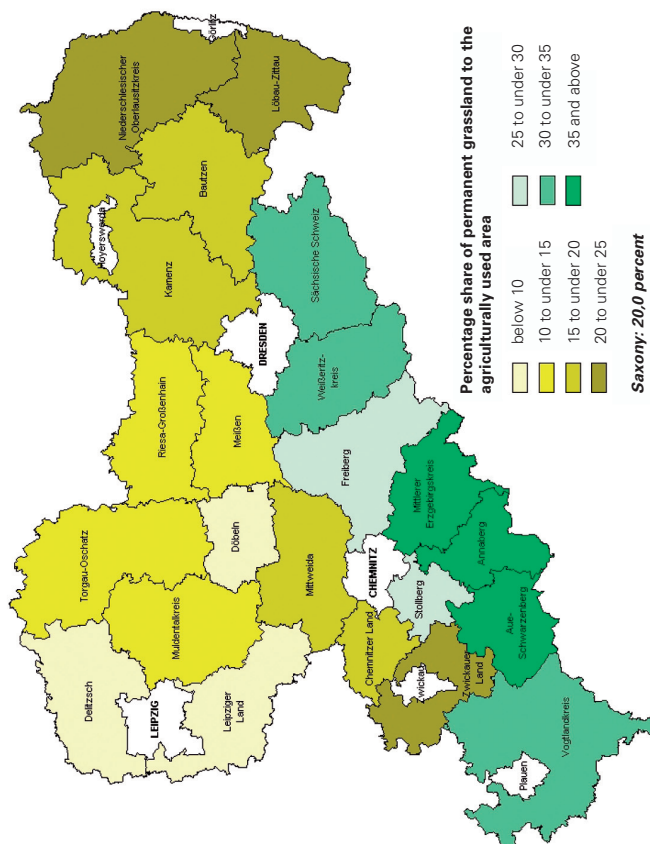 Görlitz
Niederschlesischer
Oberlausitzkreis
Löbau-Zittau
Hoyerswerda
Bautzen
Kamenz
Sächsische Schweiz
DRESDEN
Weißeritz-
kreis
Riesa-Großenhain
Meißen
Freiberg
Mittlerer
Erzgebirgskreis
Torgau-Oschatz
Döbeln
Mittweida
CHEMNITZ
Annaberg
Muldentalkreis
Stollberg
Aue-
Schwarzenberg
Delitzsch
LEIPZIG
Leipziger
Land
Chemnitzer Land
Zwickau
Zwickauer
Land
Vogtlandkreis
Plauen
Percentage share of permanent grassland to the
agriculturally used area
below 10
10 to under 15
15 to under 20
20 to under 25
25 to under 30
30 to under 35
35 and above
Saxony: 20,0 percent